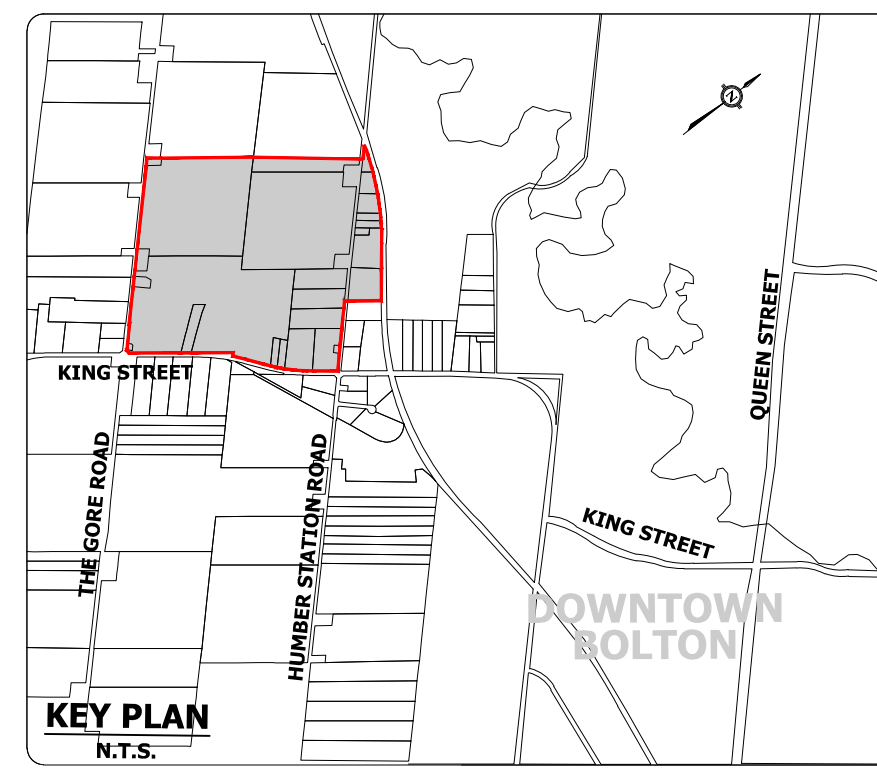 N
QUEEN STREET
KING STREET
THE GORE ROAD
HUMBER STATION ROAD
KING STREET
DOWNTOWN
BOLTON
KEY PLAN
N.T.S.